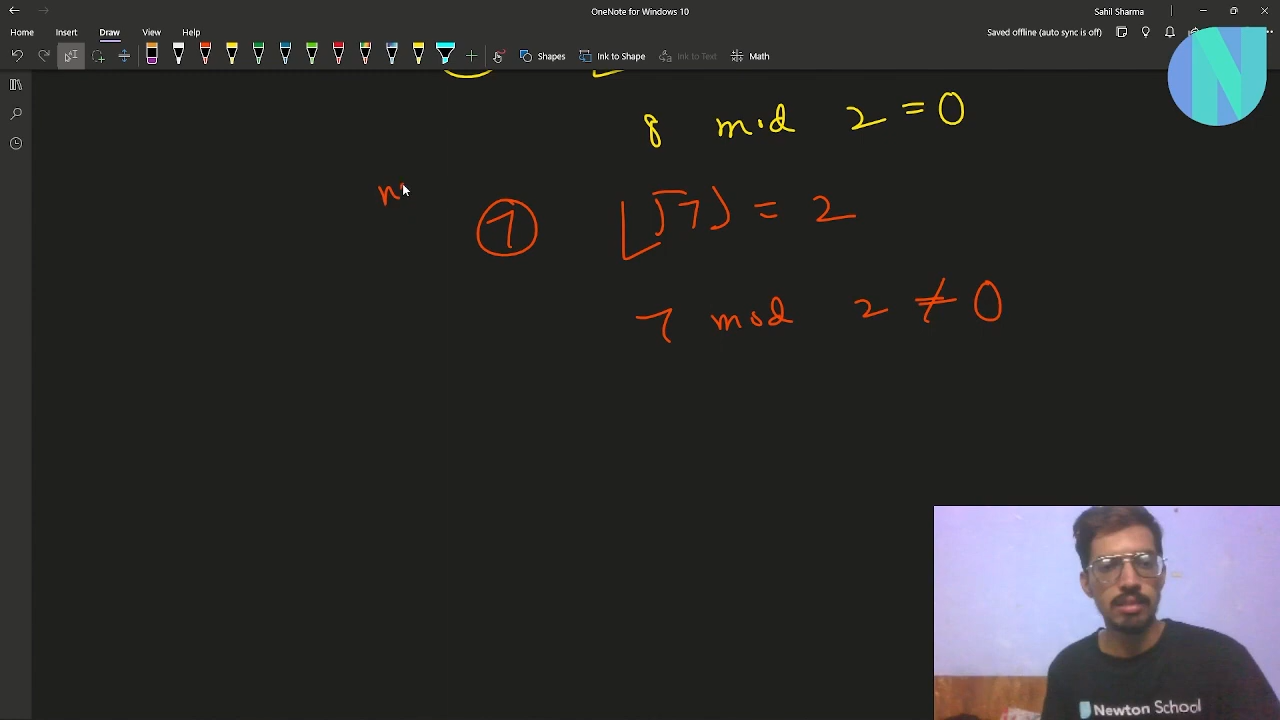 OneNote for Windows 10
Sahil Sharma
Home Insert Draw View Help
Saved offline (auto sync is off)
Shapes Ink to Shape Ink to Text Math
8 mod 2 = 0
7 ⌊√7⌋ = 2
7 mod 2 ≠ 0
Newton School